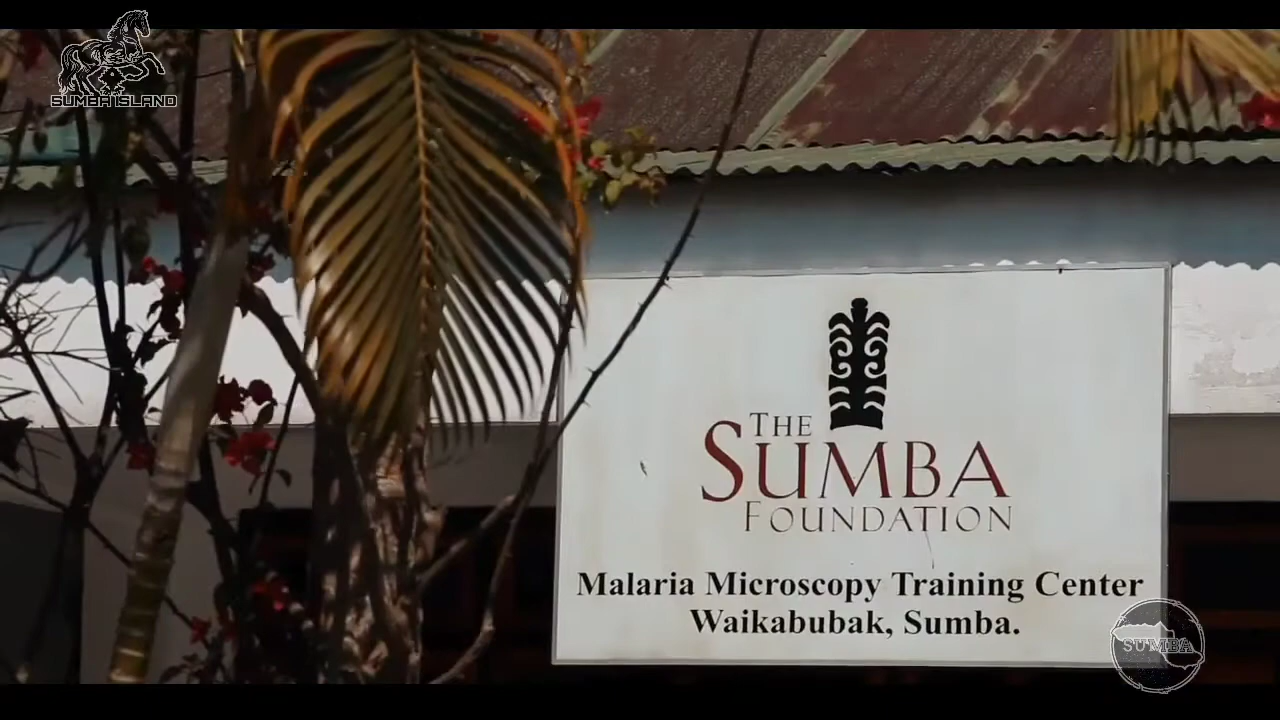 SUMBA ISLAND
THE
SUMBA
FOUNDATION
Malaria Microscopy Training Center
Waikabubak, Sumba.
SUMBA